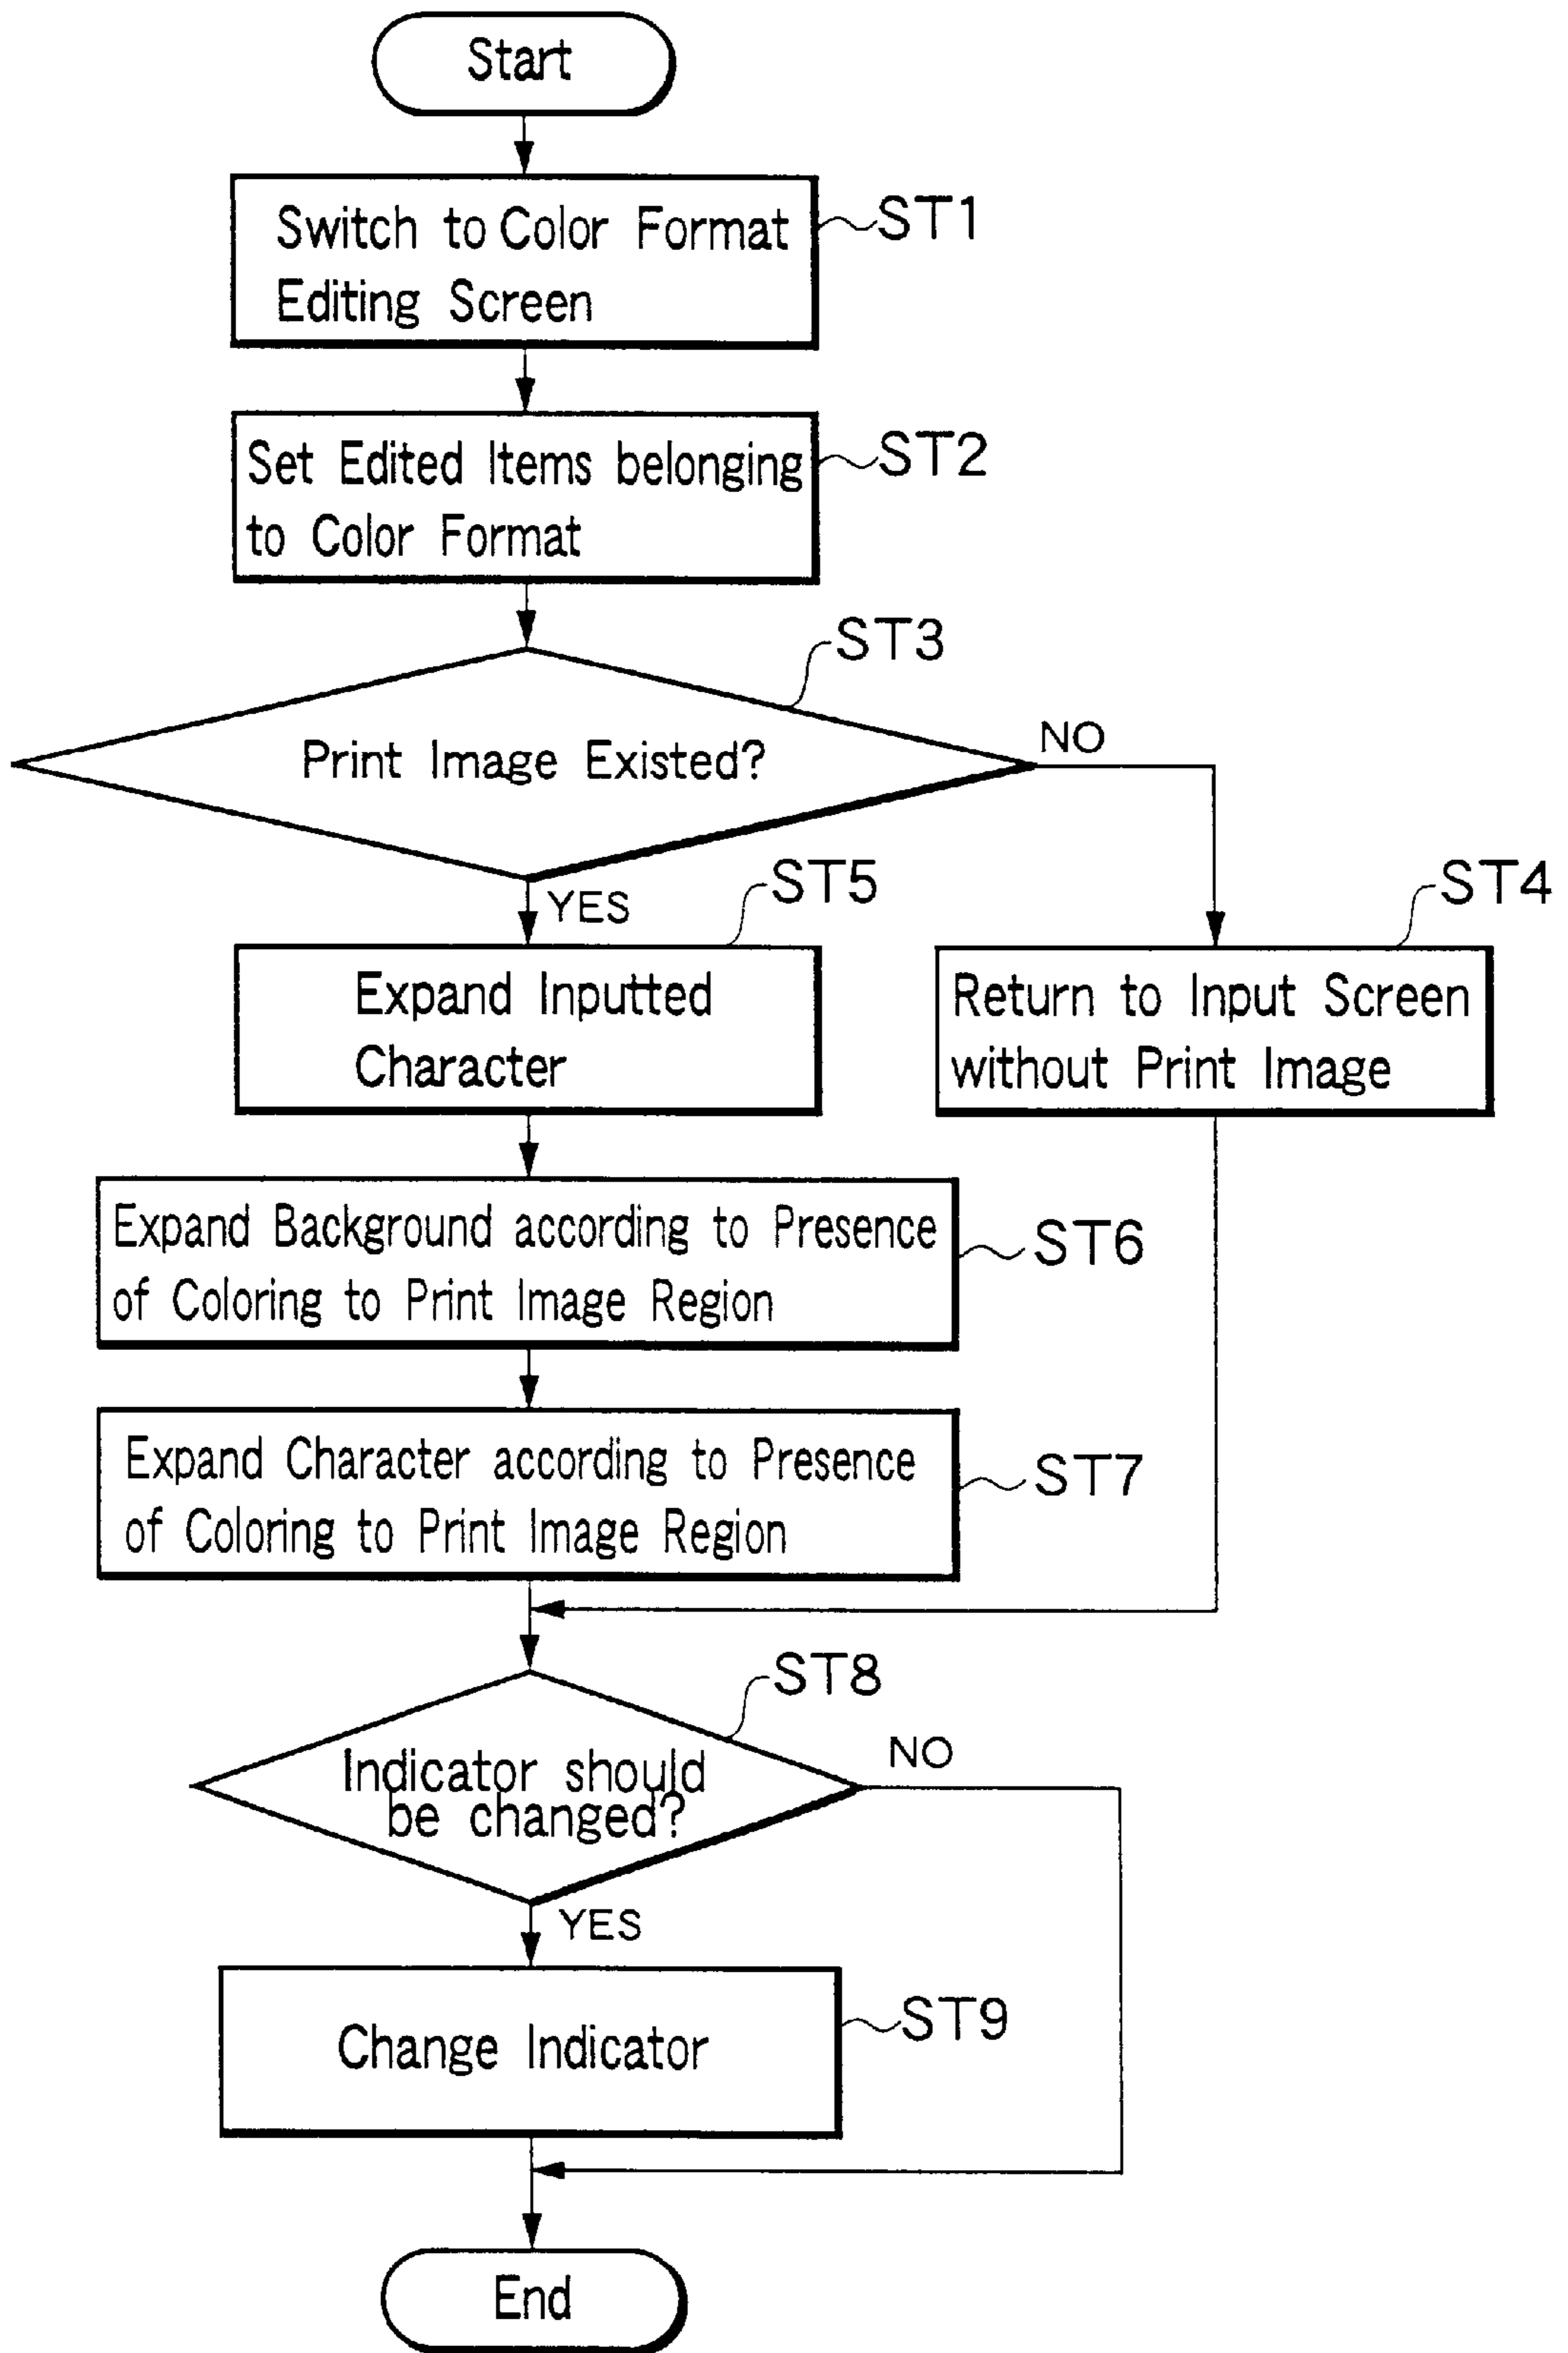 Start
Switch to Color Format
Editing Screen
ST1
Set Edited Items belonging
to Color Format
ST2
ST3
Print Image Existed?
NO
YES
ST5
ST4
Expand Inputted
Character
Return to Input Screen
without Print Image
Expand Background according to Presence
of Coloring to Print Image Region
ST6
Expand Character according to Presence
of Coloring to Print Image Region
ST7
ST8
Indicator should
be changed?
NO
YES
Change Indicator
ST9
End